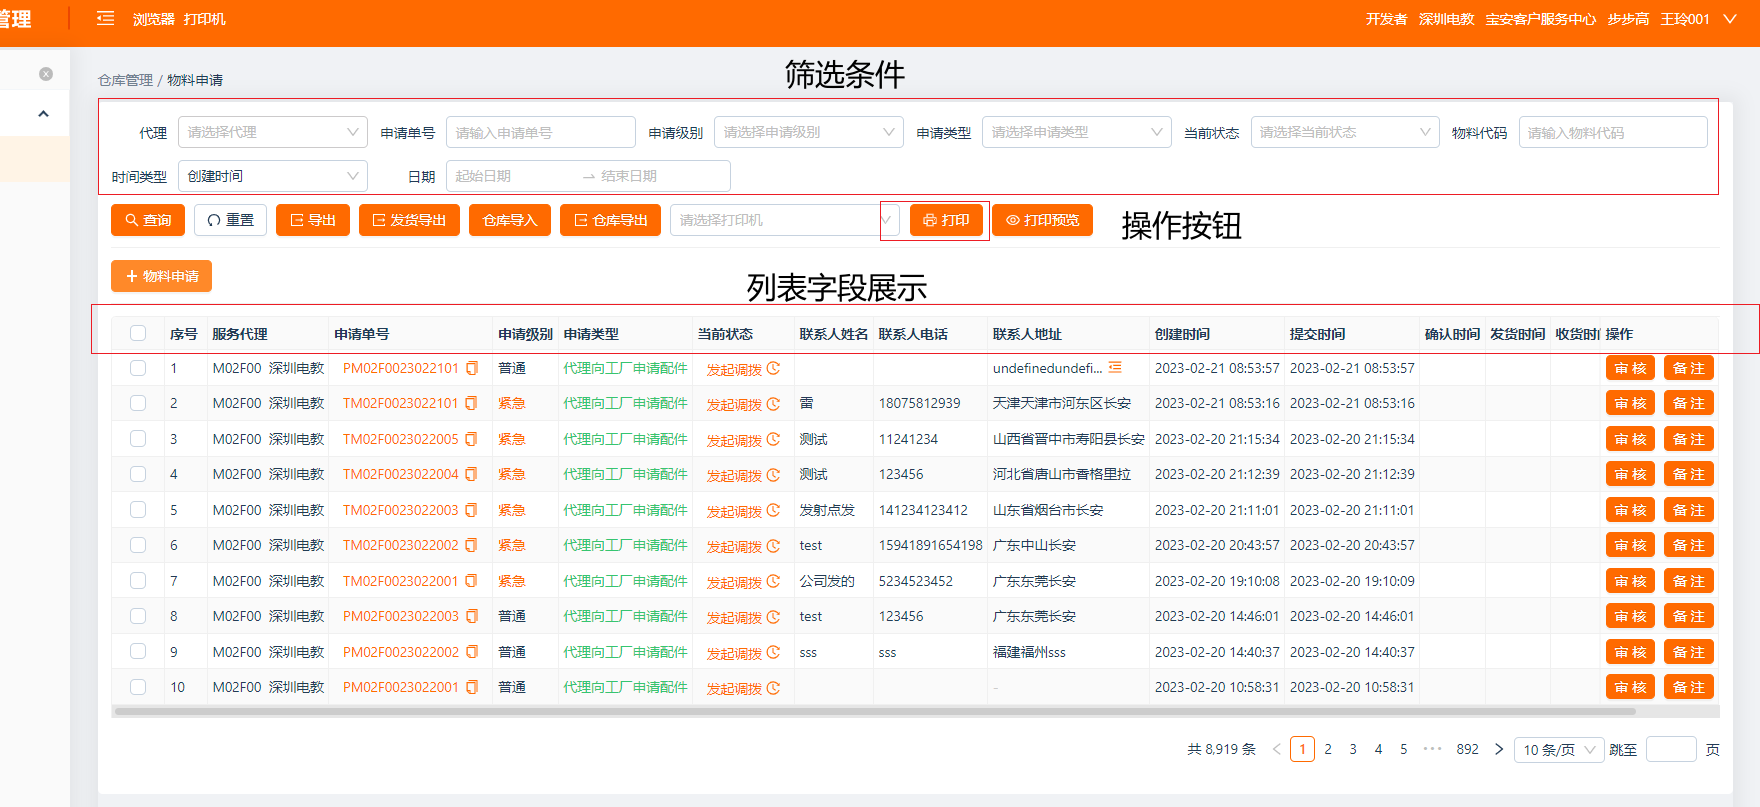 管理 浏览器 打印机 开发者 深圳电教 宝安客户服务中心 步步高 王玲001
仓库管理 / 物料申请
筛选条件
代理 请选择代理 申请单号 请输入申请单号 申请级别 请选择申请级别 申请类型 请选择申请类型 当前状态 请选择当前状态 物料代码 请输入物料代码
时间类型 创建时间 日期 起始日期 → 结束日期
查询 重置 导出 发货导出 仓库导入 仓库导出 请选择打印机 打印 打印预览 操作按钮
+ 物料申请
列表字段展示
序号 服务代理 申请单号 申请级别 申请类型 当前状态 联系人姓名 联系人电话 联系人地址 创建时间 提交时间 确认时间 发货时间 收货时间 操作
1 M02F00 深圳电教 PM02F0023022101 普通 代理向工厂申请配件 发起调拨 undefinedundefi... 2023-02-21 08:53:57 2023-02-21 08:53:57 审 核 备 注
2 M02F00 深圳电教 TM02F0023022101 紧急 代理向工厂申请配件 发起调拨 雷 18075812939 天津天津市河东区长安 2023-02-21 08:53:16 2023-02-21 08:53:16 审 核 备 注
3 M02F00 深圳电教 TM02F0023022005 紧急 代理向工厂申请配件 发起调拨 测试 11241234 山西省晋中市寿阳县长安 2023-02-20 21:15:34 2023-02-20 21:15:34 审 核 备 注
4 M02F00 深圳电教 TM02F0023022004 紧急 代理向工厂申请配件 发起调拨 测试 123456 河北省唐山市香格里拉 2023-02-20 21:12:39 2023-02-20 21:12:39 审 核 备 注
5 M02F00 深圳电教 TM02F0023022003 紧急 代理向工厂申请配件 发起调拨 发射点发 141234123412 山东省烟台市长安 2023-02-20 21:11:01 2023-02-20 21:11:01 审 核 备 注
6 M02F00 深圳电教 TM02F0023022002 紧急 代理向工厂申请配件 发起调拨 test 15941891654198 广东中山长安 2023-02-20 20:43:57 2023-02-20 20:43:57 审 核 备 注
7 M02F00 深圳电教 TM02F0023022001 紧急 代理向工厂申请配件 发起调拨 公司发的 5234523452 广东东莞长安 2023-02-20 19:10:08 2023-02-20 19:10:09 审 核 备 注
8 M02F00 深圳电教 PM02F0023022003 普通 代理向工厂申请配件 发起调拨 test 123456 广东东莞长安 2023-02-20 14:46:01 2023-02-20 14:46:01 审 核 备 注
9 M02F00 深圳电教 PM02F0023022002 普通 代理向工厂申请配件 发起调拨 sss sss 福建福州sss 2023-02-20 14:40:37 2023-02-20 14:40:37 审 核 备 注
10 M02F00 深圳电教 PM02F0023022001 普通 代理向工厂申请配件 发起调拨 - 2023-02-20 10:58:31 2023-02-20 10:58:31 审 核 备 注
共 8,919 条 < 1 2 3 4 5 ••• 892 > 10 条/页 跳至 页